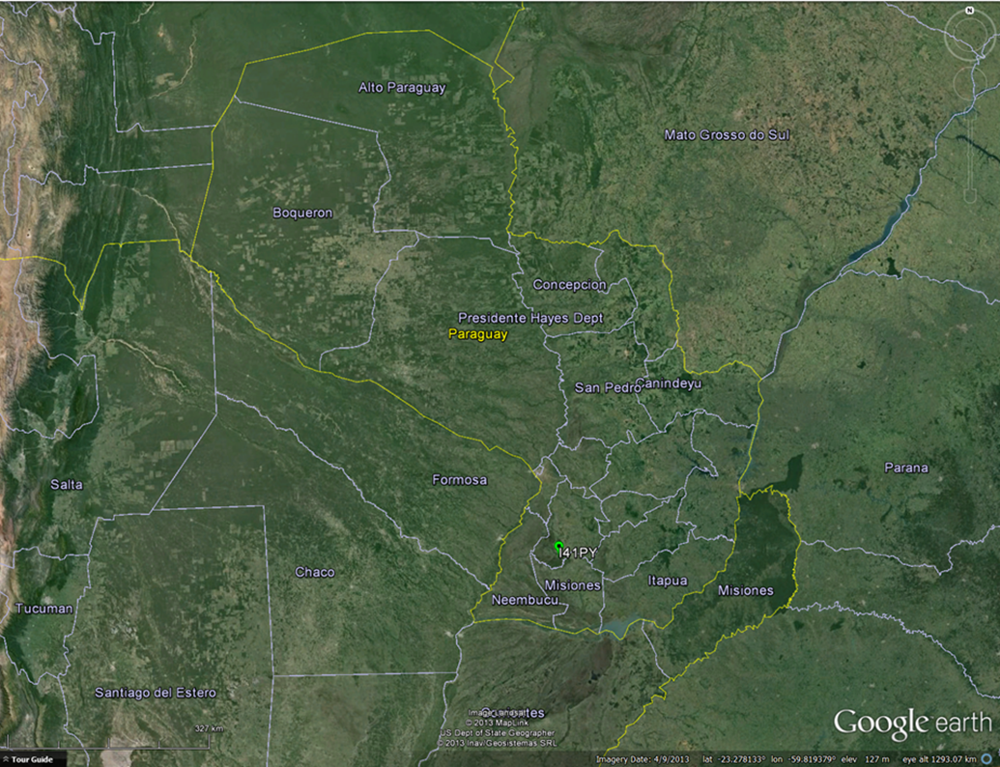 N
Alto Paraguay
Mato Grosso do Sul
Boqueron
Concepcion
Presidente Hayes Dept
Paraguay
San Pedro
Canindeyu
Parana
Formosa
Salta
I41PY
Chaco
Misiones
Itapua
Misiones
Neembucu
Tucuman
Santiago del Estero
Image Landsat
© 2013 MapLink
US Dept of State Geographer
© 2013 Inav/Geosistemas SRL
Google earth
327 km
Tour Guide
Imagery Date: 4/9/2013 lat -23.278133° lon -59.819379° elev 127 m eye alt 1293.07 km